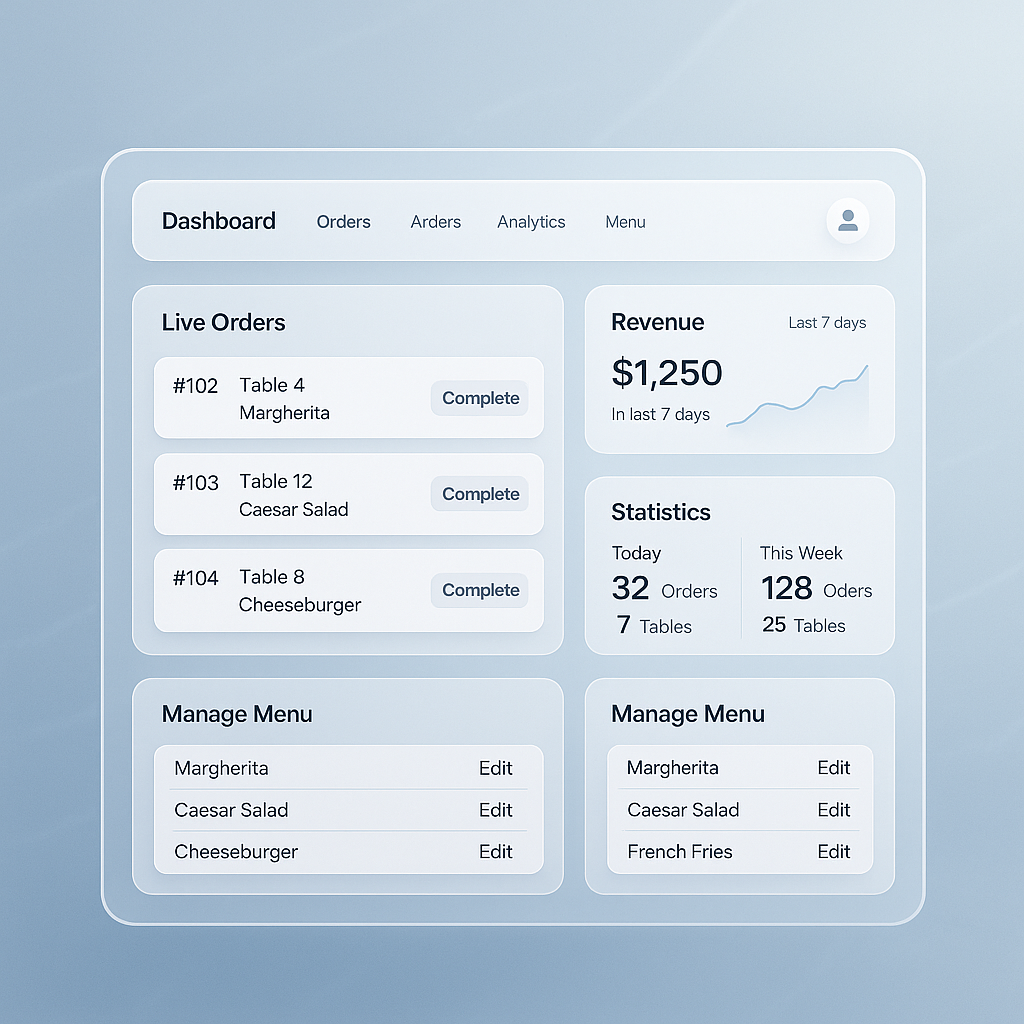 Dashboard Orders Arders Analytics Menu
Live Orders
#102 Table 4
Margherita
Complete
#103 Table 12
Caesar Salad
Complete
#104 Table 8
Cheeseburger
Complete
Revenue Last 7 days
$1,250
In last 7 days
Statistics
Today
32 Orders
7 Tables
This Week
128 Oders
25 Tables
Manage Menu
Margherita Edit
Caesar Salad Edit
Cheeseburger Edit
Manage Menu
Margherita Edit
Caesar Salad Edit
French Fries Edit